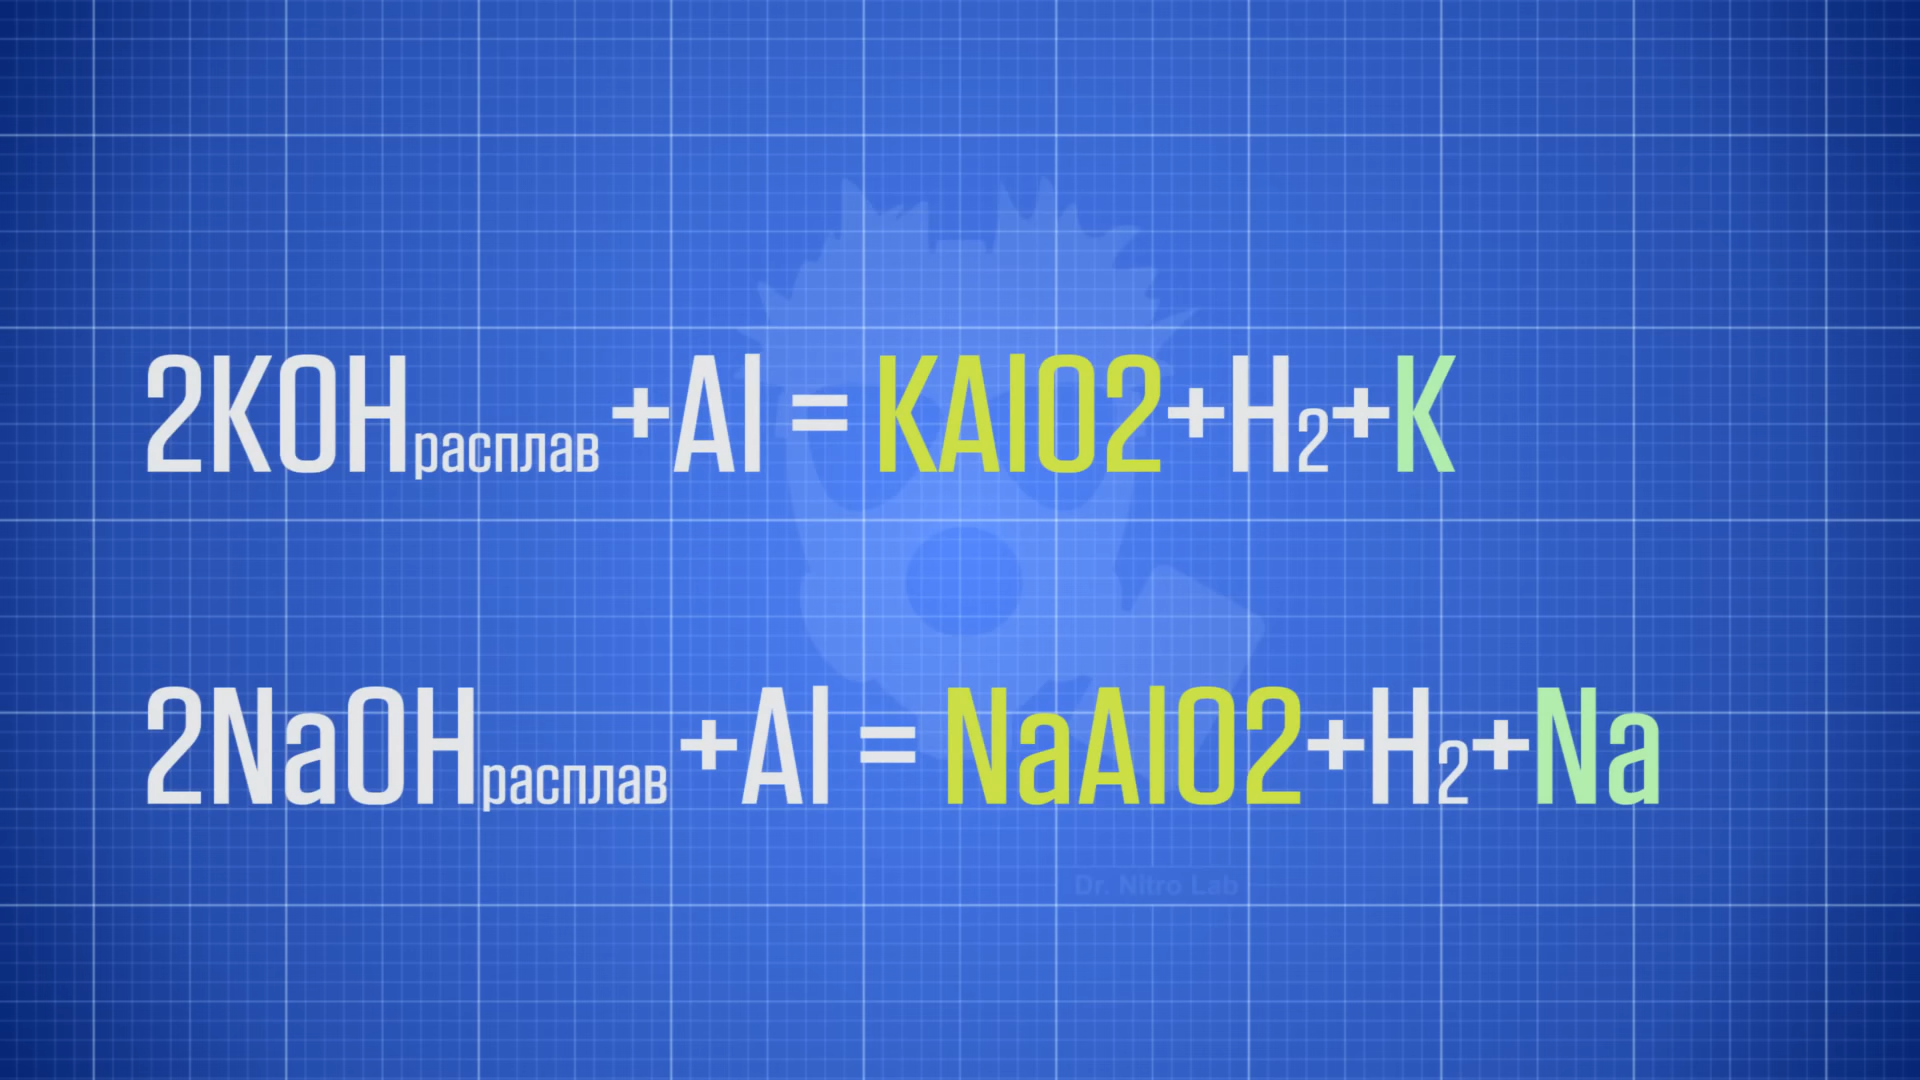 2KOHрасплав+Al = KAlO2+H2+K
2NaOHрасплав+Al = NaAlO2+H2+Na
Dr. Nitro Lab